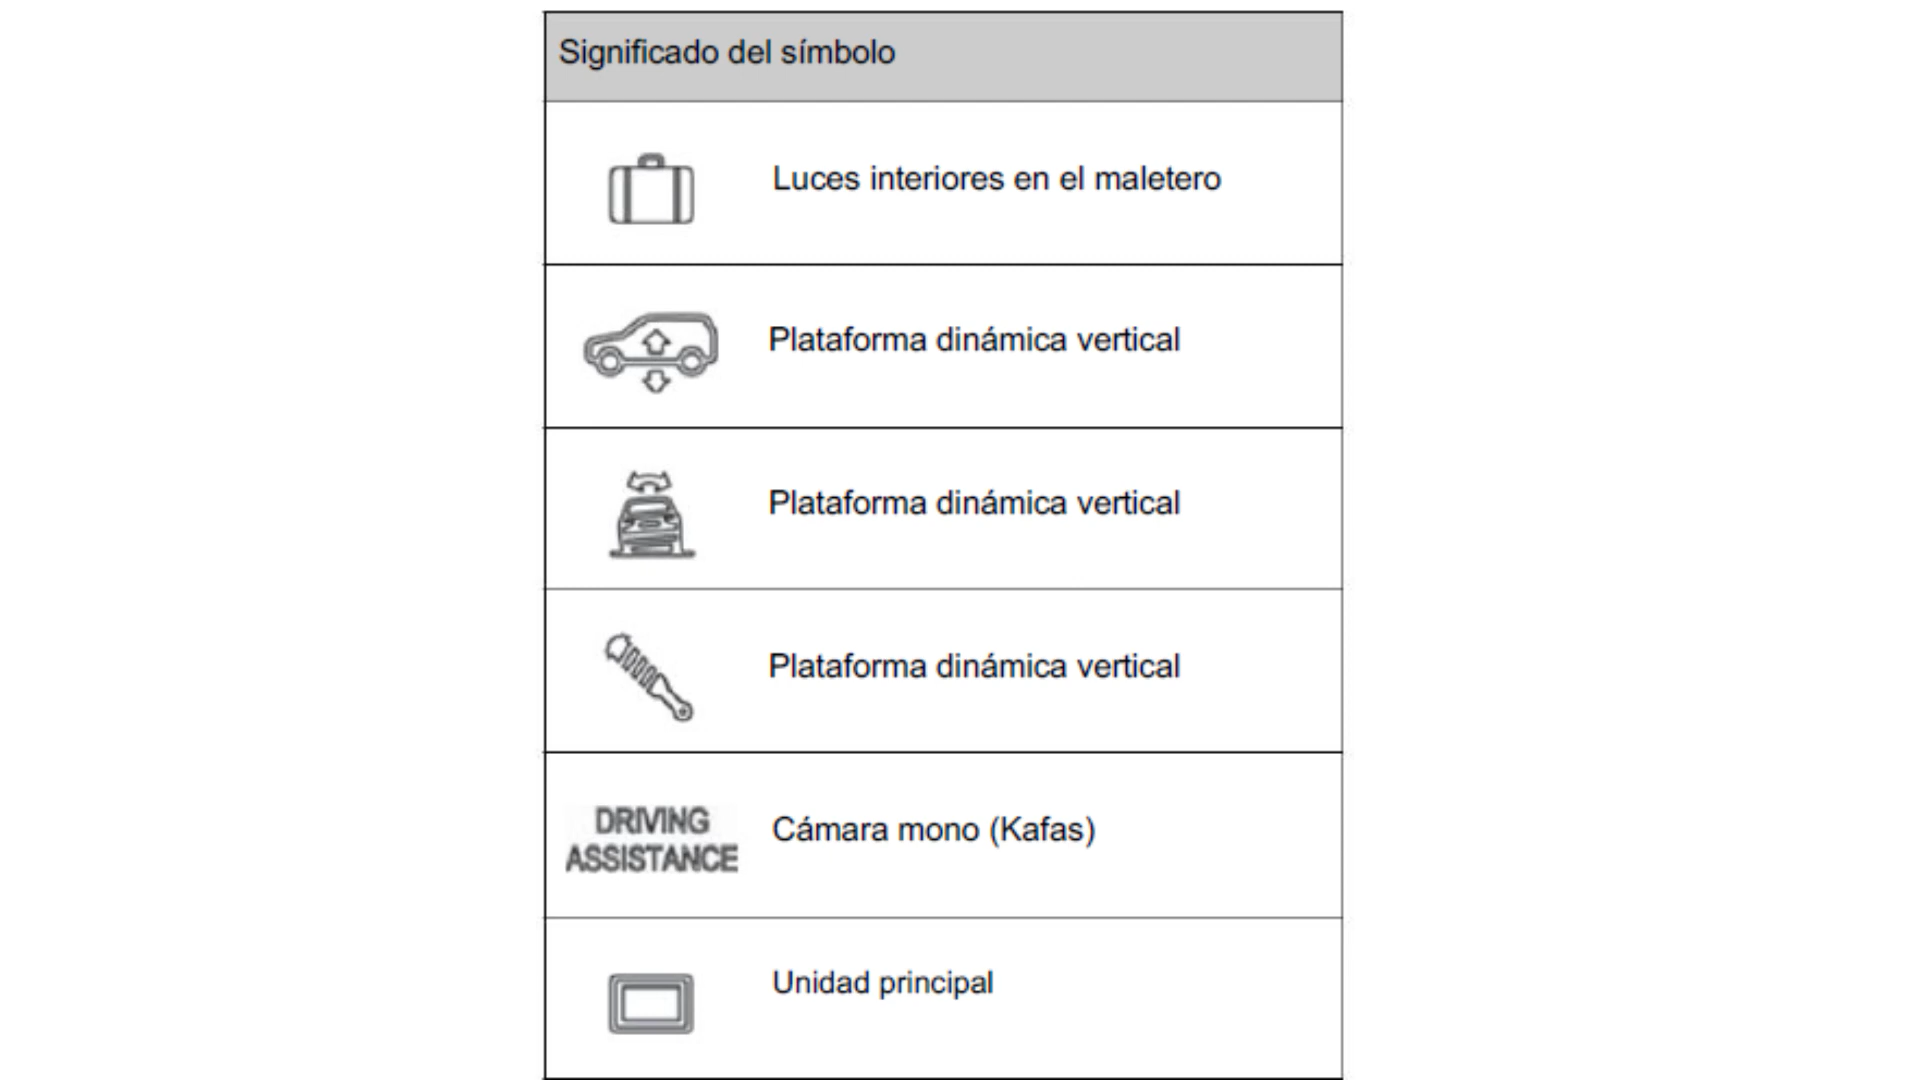 Significado del símbolo
Luces interiores en el maletero
Plataforma dinámica vertical
Plataforma dinámica vertical
Plataforma dinámica vertical
DRIVING
ASSISTANCE
Cámara mono (Kafas)
Unidad principal